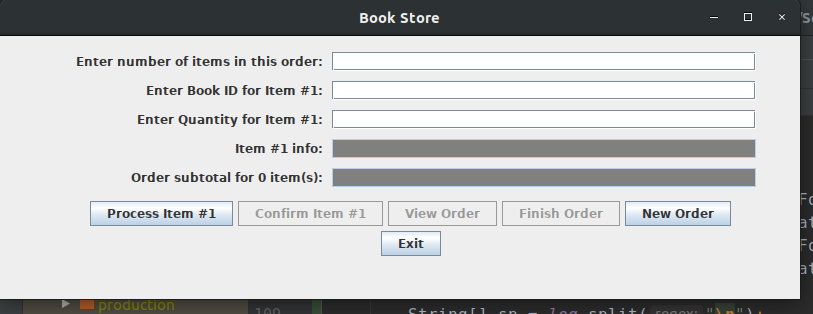 Book Store
Enter number of items in this order:
Enter Book ID for Item #1:
Enter Quantity for Item #1:
Item #1 info:
Order subtotal for 0 item(s):
Process Item #1 Confirm Item #1 View Order Finish Order New Order
Exit
production
String[] sp = log.split( regex: "\n");